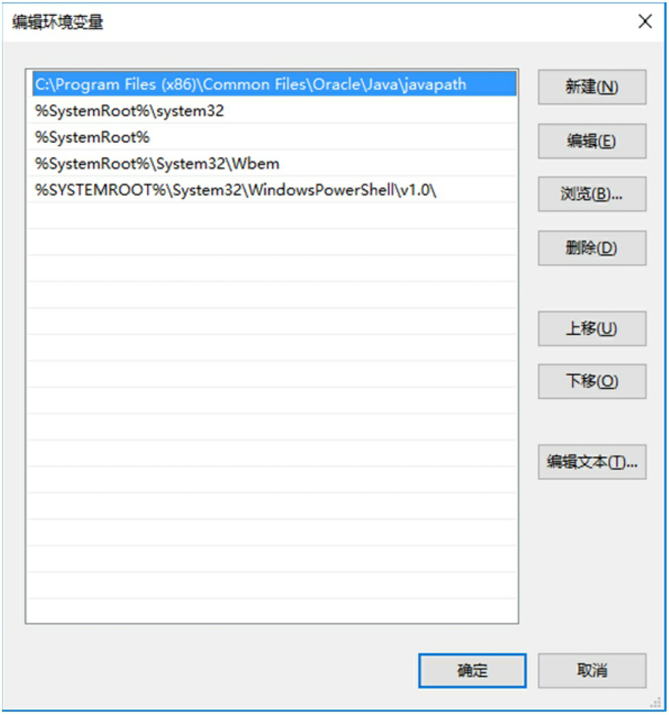 编辑环境变量
C:\Program Files (x86)\Common Files\Oracle\Java\javapath
%SystemRoot%\system32
%SystemRoot%
%SystemRoot%\System32\Wbem
%SYSTEMROOT%\System32\WindowsPowerShell\v1.0\
新建(N)
编辑(E)
浏览(B)...
删除(D)
上移(U)
下移(O)
编辑文本(T)...
确定
取消